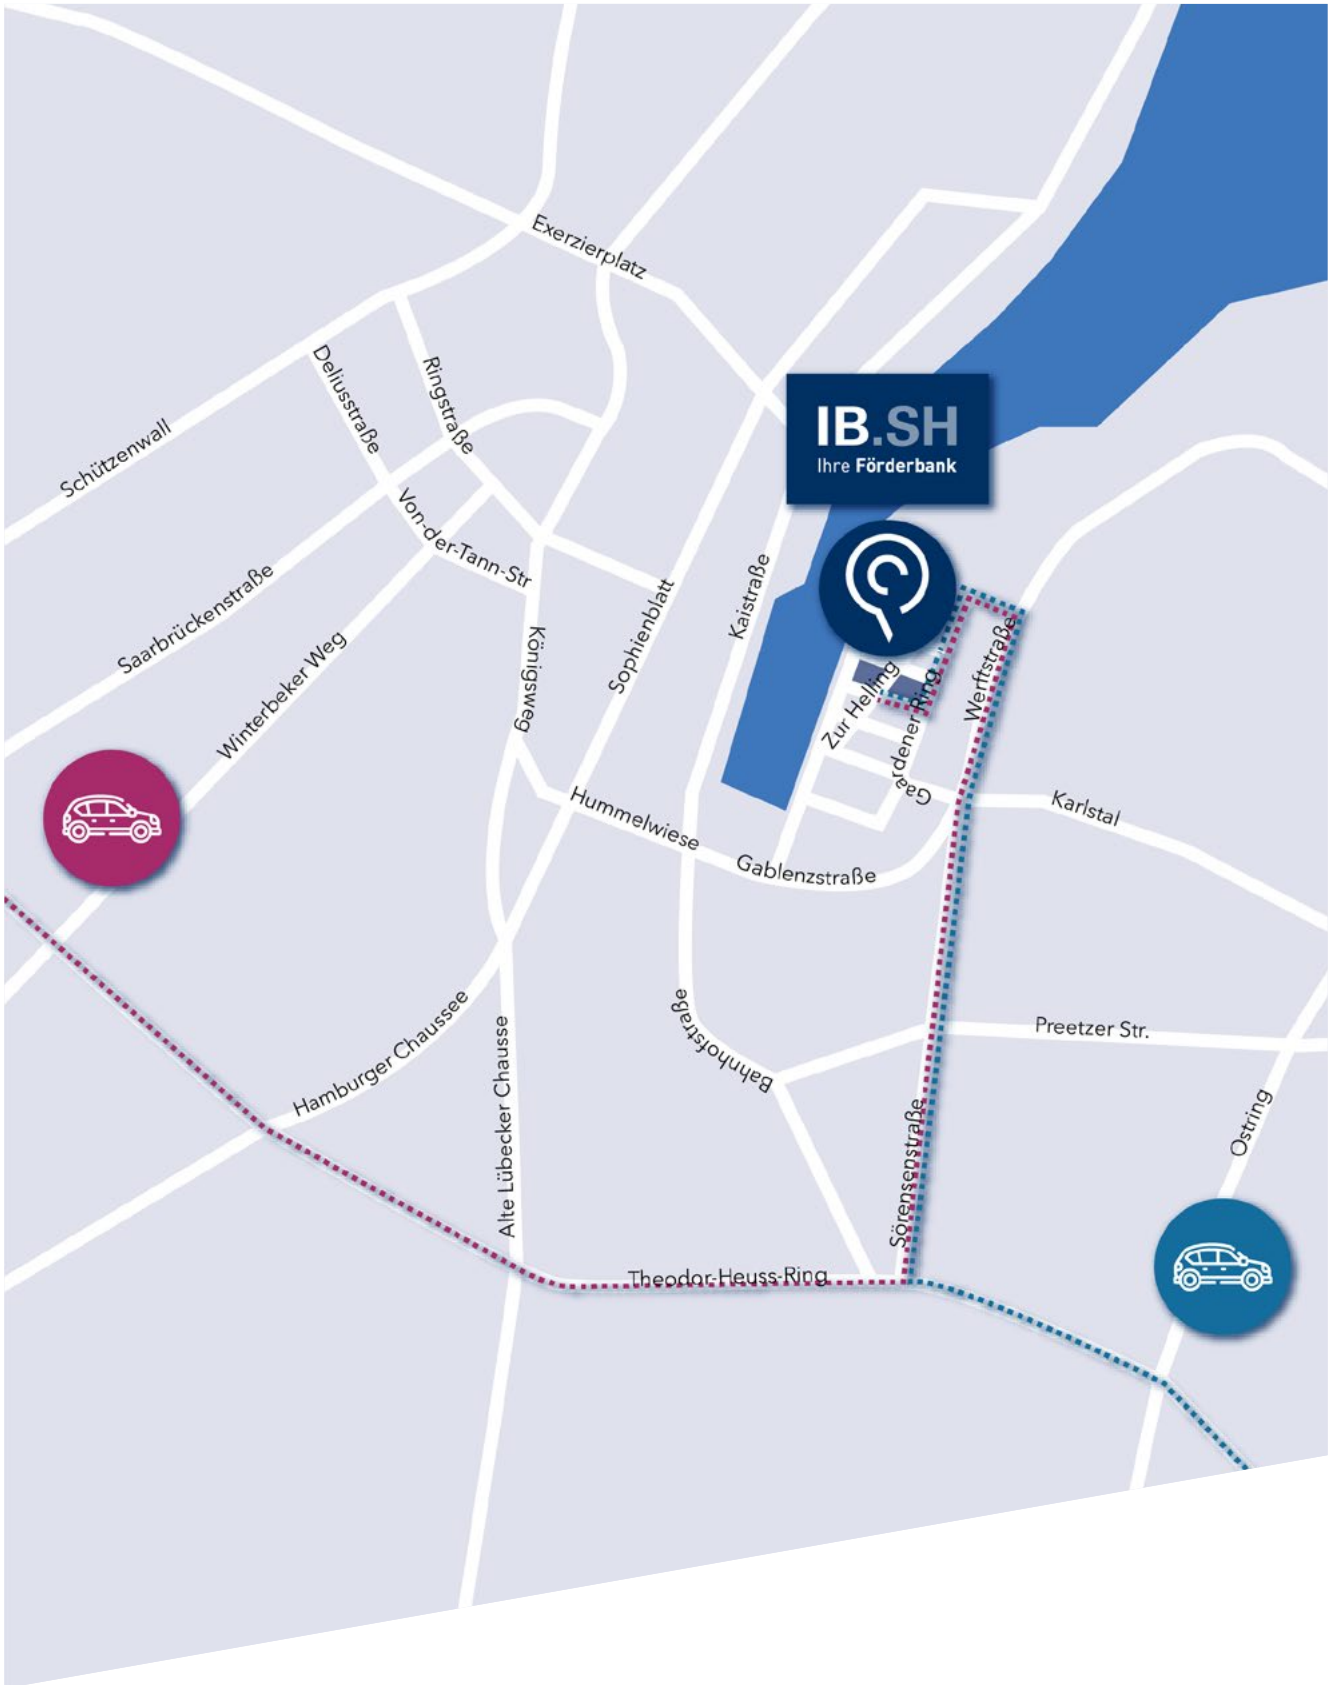 Exerzierplatz
Deliusstraße
Ringstraße
Schützenwall
IB.SH
Ihre Förderbank
Von-der-Tann-Str
Saarbrückenstraße
Winterbeker Weg
Königsweg
Sophienblatt
Kaistraße
Werftstraße
Zur Helling
Gaardener Ring
Hummelwiese
Karlstal
Gablenzstraße
Hamburger Chaussee
Alte Lübecker Chausse
Bahnhofstraße
Preetzer Str.
Sörensenstraße
Ostring
Theodor-Heuss-Ring